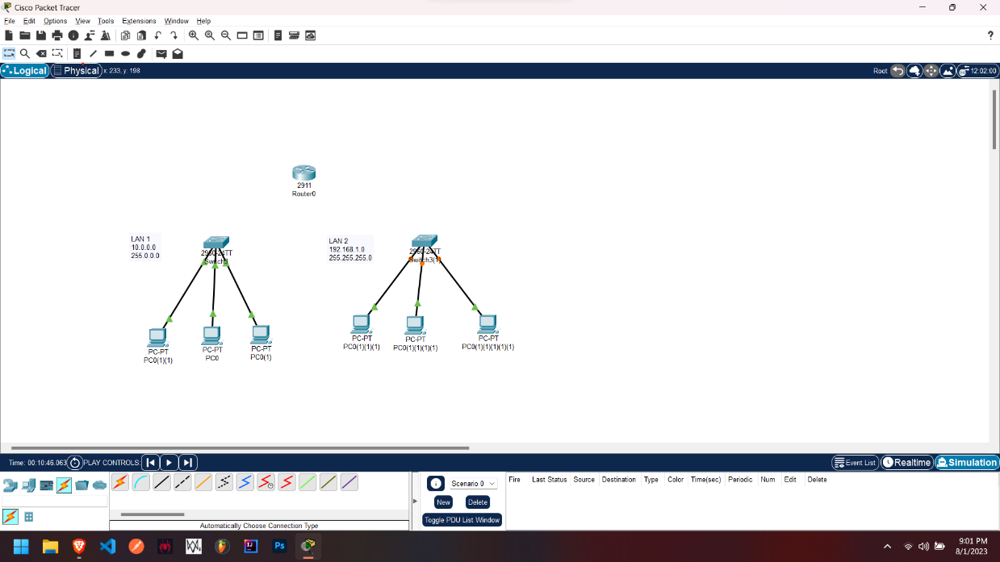 Cisco Packet Tracer
File Edit Options View Tools Extensions Window Help
?
Logical Physical x: 233, y: 198 Root 12:02:00
2911
Router0
LAN 1
10.0.0.0
255.0.0.0
2960-24TT
Switch3
LAN 2
192.168.1.0
255.255.255.0
2960-24TT
Switch3(1)
PC-PT
PC0(1)(1)
PC-PT
PC0
PC-PT
PC0(1)
PC-PT
PC0(1)(1)(1)
PC-PT
PC0(1)(1)(1)(1)
PC-PT
PC0(1)(1)(1)(1)(1)
Time: 00:10:46.063 PLAY CONTROLS: Event List Realtime Simulation
Scenario 0
New Delete
Toggle PDU List Window
Fire Last Status Source Destination Type Color Time(sec) Periodic Num Edit Delete
Automatically Choose Connection Type
IJ
Ps
9:01 PM
8/1/2023